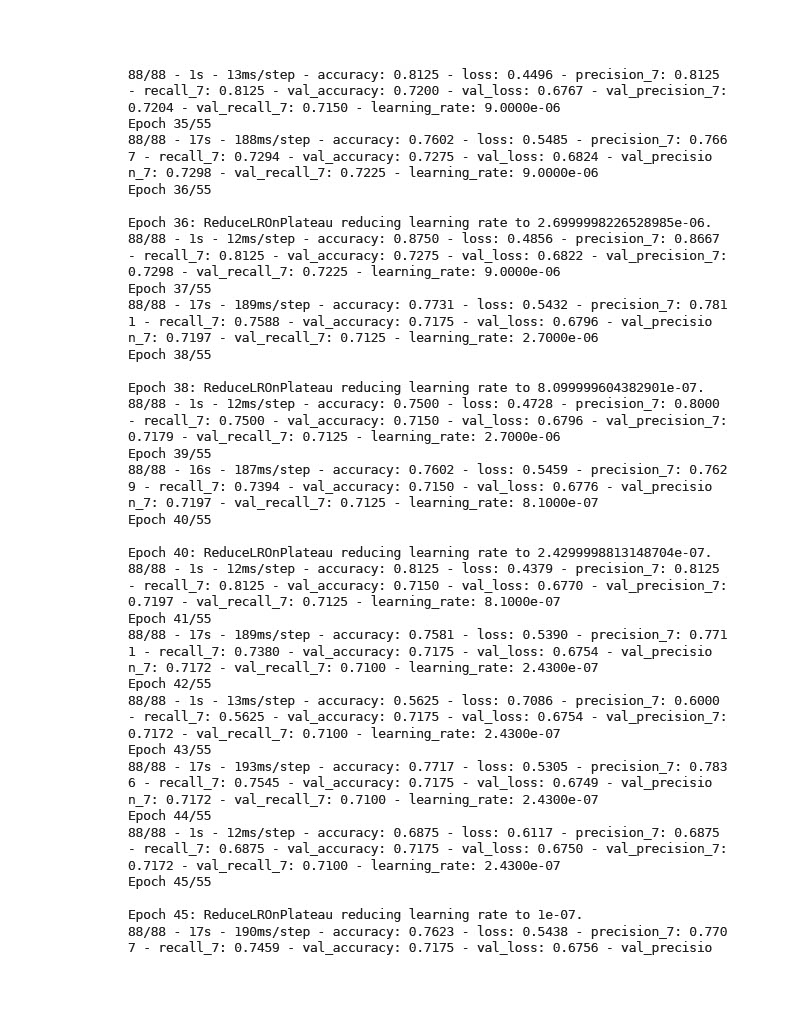 88/88 - 1s - 13ms/step - accuracy: 0.8125 - loss: 0.4496 - precision_7: 0.8125
- recall_7: 0.8125 - val_accuracy: 0.7200 - val_loss: 0.6767 - val_precision_7:
0.7204 - val_recall_7: 0.7150 - learning_rate: 9.0000e-06
Epoch 35/55
88/88 - 17s - 188ms/step - accuracy: 0.7602 - loss: 0.5485 - precision_7: 0.766
7 - recall_7: 0.7294 - val_accuracy: 0.7275 - val_loss: 0.6824 - val_precisio
n_7: 0.7298 - val_recall_7: 0.7225 - learning_rate: 9.0000e-06
Epoch 36/55
Epoch 36: ReduceLROnPlateau reducing learning rate to 2.6999998226528985e-06.
88/88 - 1s - 12ms/step - accuracy: 0.8750 - loss: 0.4856 - precision_7: 0.8667
- recall_7: 0.8125 - val_accuracy: 0.7275 - val_loss: 0.6822 - val_precision_7:
0.7298 - val_recall_7: 0.7225 - learning_rate: 9.0000e-06
Epoch 37/55
88/88 - 17s - 189ms/step - accuracy: 0.7731 - loss: 0.5432 - precision_7: 0.781
1 - recall_7: 0.7588 - val_accuracy: 0.7175 - val_loss: 0.6796 - val_precisio
n_7: 0.7197 - val_recall_7: 0.7125 - learning_rate: 2.7000e-06
Epoch 38/55
Epoch 38: ReduceLROnPlateau reducing learning rate to 8.099999604382901e-07.
88/88 - 1s - 12ms/step - accuracy: 0.7500 - loss: 0.4728 - precision_7: 0.8000
- recall_7: 0.7500 - val_accuracy: 0.7150 - val_loss: 0.6796 - val_precision_7:
0.7179 - val_recall_7: 0.7125 - learning_rate: 2.7000e-06
Epoch 39/55
88/88 - 16s - 187ms/step - accuracy: 0.7602 - loss: 0.5459 - precision_7: 0.762
9 - recall_7: 0.7394 - val_accuracy: 0.7150 - val_loss: 0.6776 - val_precisio
n_7: 0.7197 - val_recall_7: 0.7125 - learning_rate: 8.1000e-07
Epoch 40/55
Epoch 40: ReduceLROnPlateau reducing learning rate to 2.4299998813148704e-07.
88/88 - 1s - 12ms/step - accuracy: 0.8125 - loss: 0.4379 - precision_7: 0.8125
- recall_7: 0.8125 - val_accuracy: 0.7150 - val_loss: 0.6770 - val_precision_7:
0.7197 - val_recall_7: 0.7125 - learning_rate: 8.1000e-07
Epoch 41/55
88/88 - 17s - 189ms/step - accuracy: 0.7581 - loss: 0.5390 - precision_7: 0.771
1 - recall_7: 0.7380 - val_accuracy: 0.7175 - val_loss: 0.6754 - val_precisio
n_7: 0.7172 - val_recall_7: 0.7100 - learning_rate: 2.4300e-07
Epoch 42/55
88/88 - 1s - 13ms/step - accuracy: 0.5625 - loss: 0.7086 - precision_7: 0.6000
- recall_7: 0.5625 - val_accuracy: 0.7175 - val_loss: 0.6754 - val_precision_7:
0.7172 - val_recall_7: 0.7100 - learning_rate: 2.4300e-07
Epoch 43/55
88/88 - 17s - 193ms/step - accuracy: 0.7717 - loss: 0.5305 - precision_7: 0.783
6 - recall_7: 0.7545 - val_accuracy: 0.7175 - val_loss: 0.6749 - val_precisio
n_7: 0.7172 - val_recall_7: 0.7100 - learning_rate: 2.4300e-07
Epoch 44/55
88/88 - 1s - 12ms/step - accuracy: 0.6875 - loss: 0.6117 - precision_7: 0.6875
- recall_7: 0.6875 - val_accuracy: 0.7175 - val_loss: 0.6750 - val_precision_7:
0.7172 - val_recall_7: 0.7100 - learning_rate: 2.4300e-07
Epoch 45/55
Epoch 45: ReduceLROnPlateau reducing learning rate to 1e-07.
88/88 - 17s - 190ms/step - accuracy: 0.7623 - loss: 0.5438 - precision_7: 0.770
7 - recall_7: 0.7459 - val_accuracy: 0.7175 - val_loss: 0.6756 - val_precisio